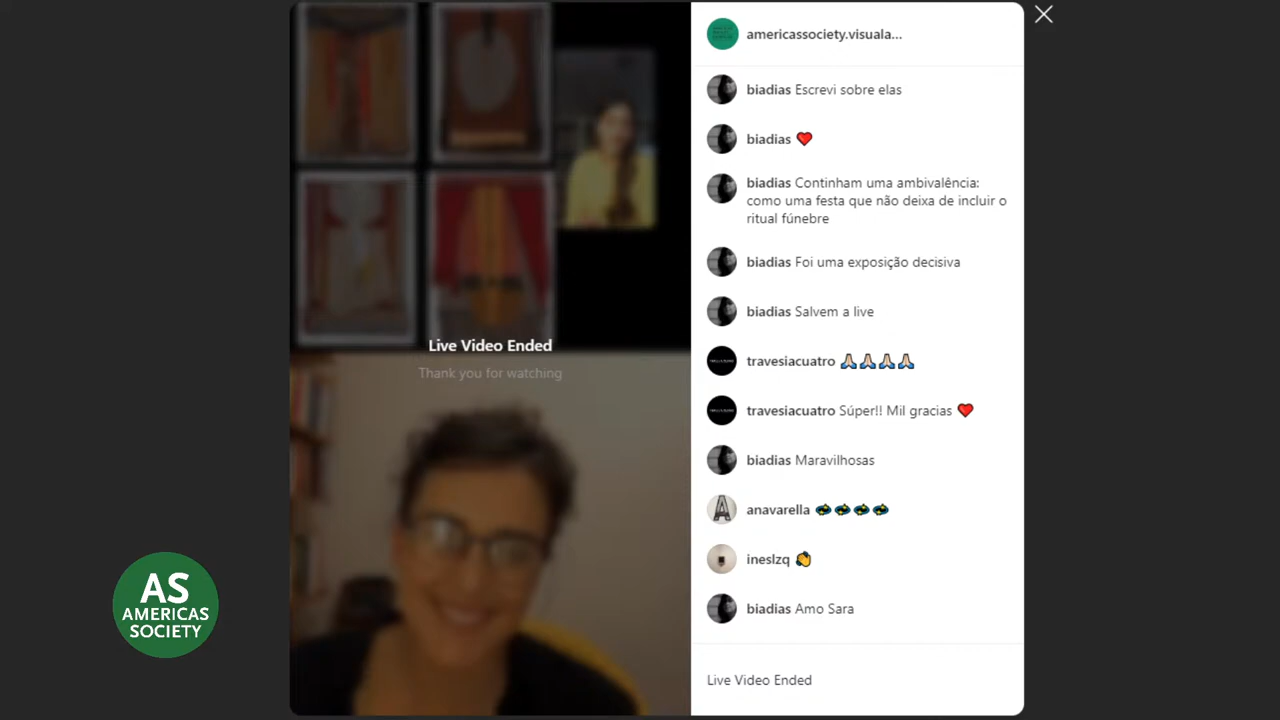 americassociety.visuala...
biadias Escrevi sobre elas
biadias ❤️
biadias Continham uma ambivalência:
como uma festa que não deixa de incluir o
ritual fúnebre
biadias Foi uma exposição decisiva
biadias Salvem a live
travesiacuatro 🙏🏻🙏🏻🙏🏻🙏🏻
travesiacuatro Súper!! Mil gracias ❤️
biadias Maravilhosas
anavarella 💫💫💫💫
ineslzq 👏
biadias Amo Sara
Live Video Ended
Live Video Ended
Thank you for watching
AS
AMERICAS
SOCIETY